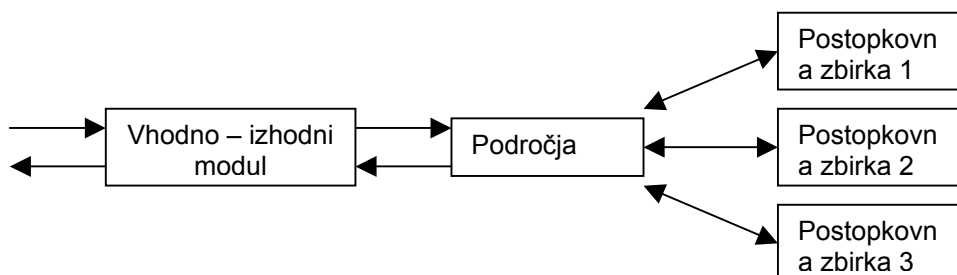 Vhodno – izhodni
modul
Področja
Postopkovn
a zbirka 1
Postopkovn
a zbirka 2
Postopkovn
a zbirka 3